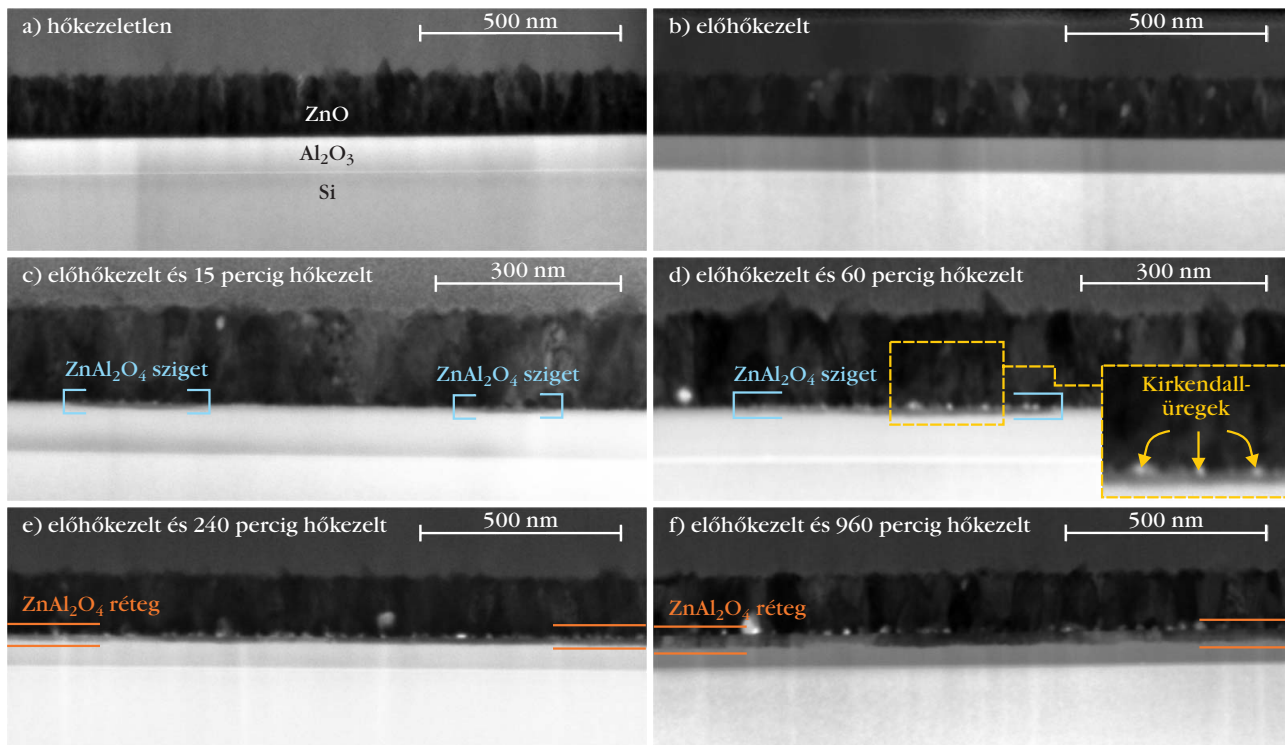 a) hőkezeletlen
500 nm
ZnO
Al₂O₃
Si
b) előhőkezelt
500 nm
c) előhőkezelt és 15 percig hőkezelt
300 nm
ZnAl₂O₄ sziget
ZnAl₂O₄ sziget
d) előhőkezelt és 60 percig hőkezelt
300 nm
ZnAl₂O₄ sziget
Kirkendall-
üregek
e) előhőkezelt és 240 percig hőkezelt
500 nm
ZnAl₂O₄ réteg
f) előhőkezelt és 960 percig hőkezelt
500 nm
ZnAl₂O₄ réteg